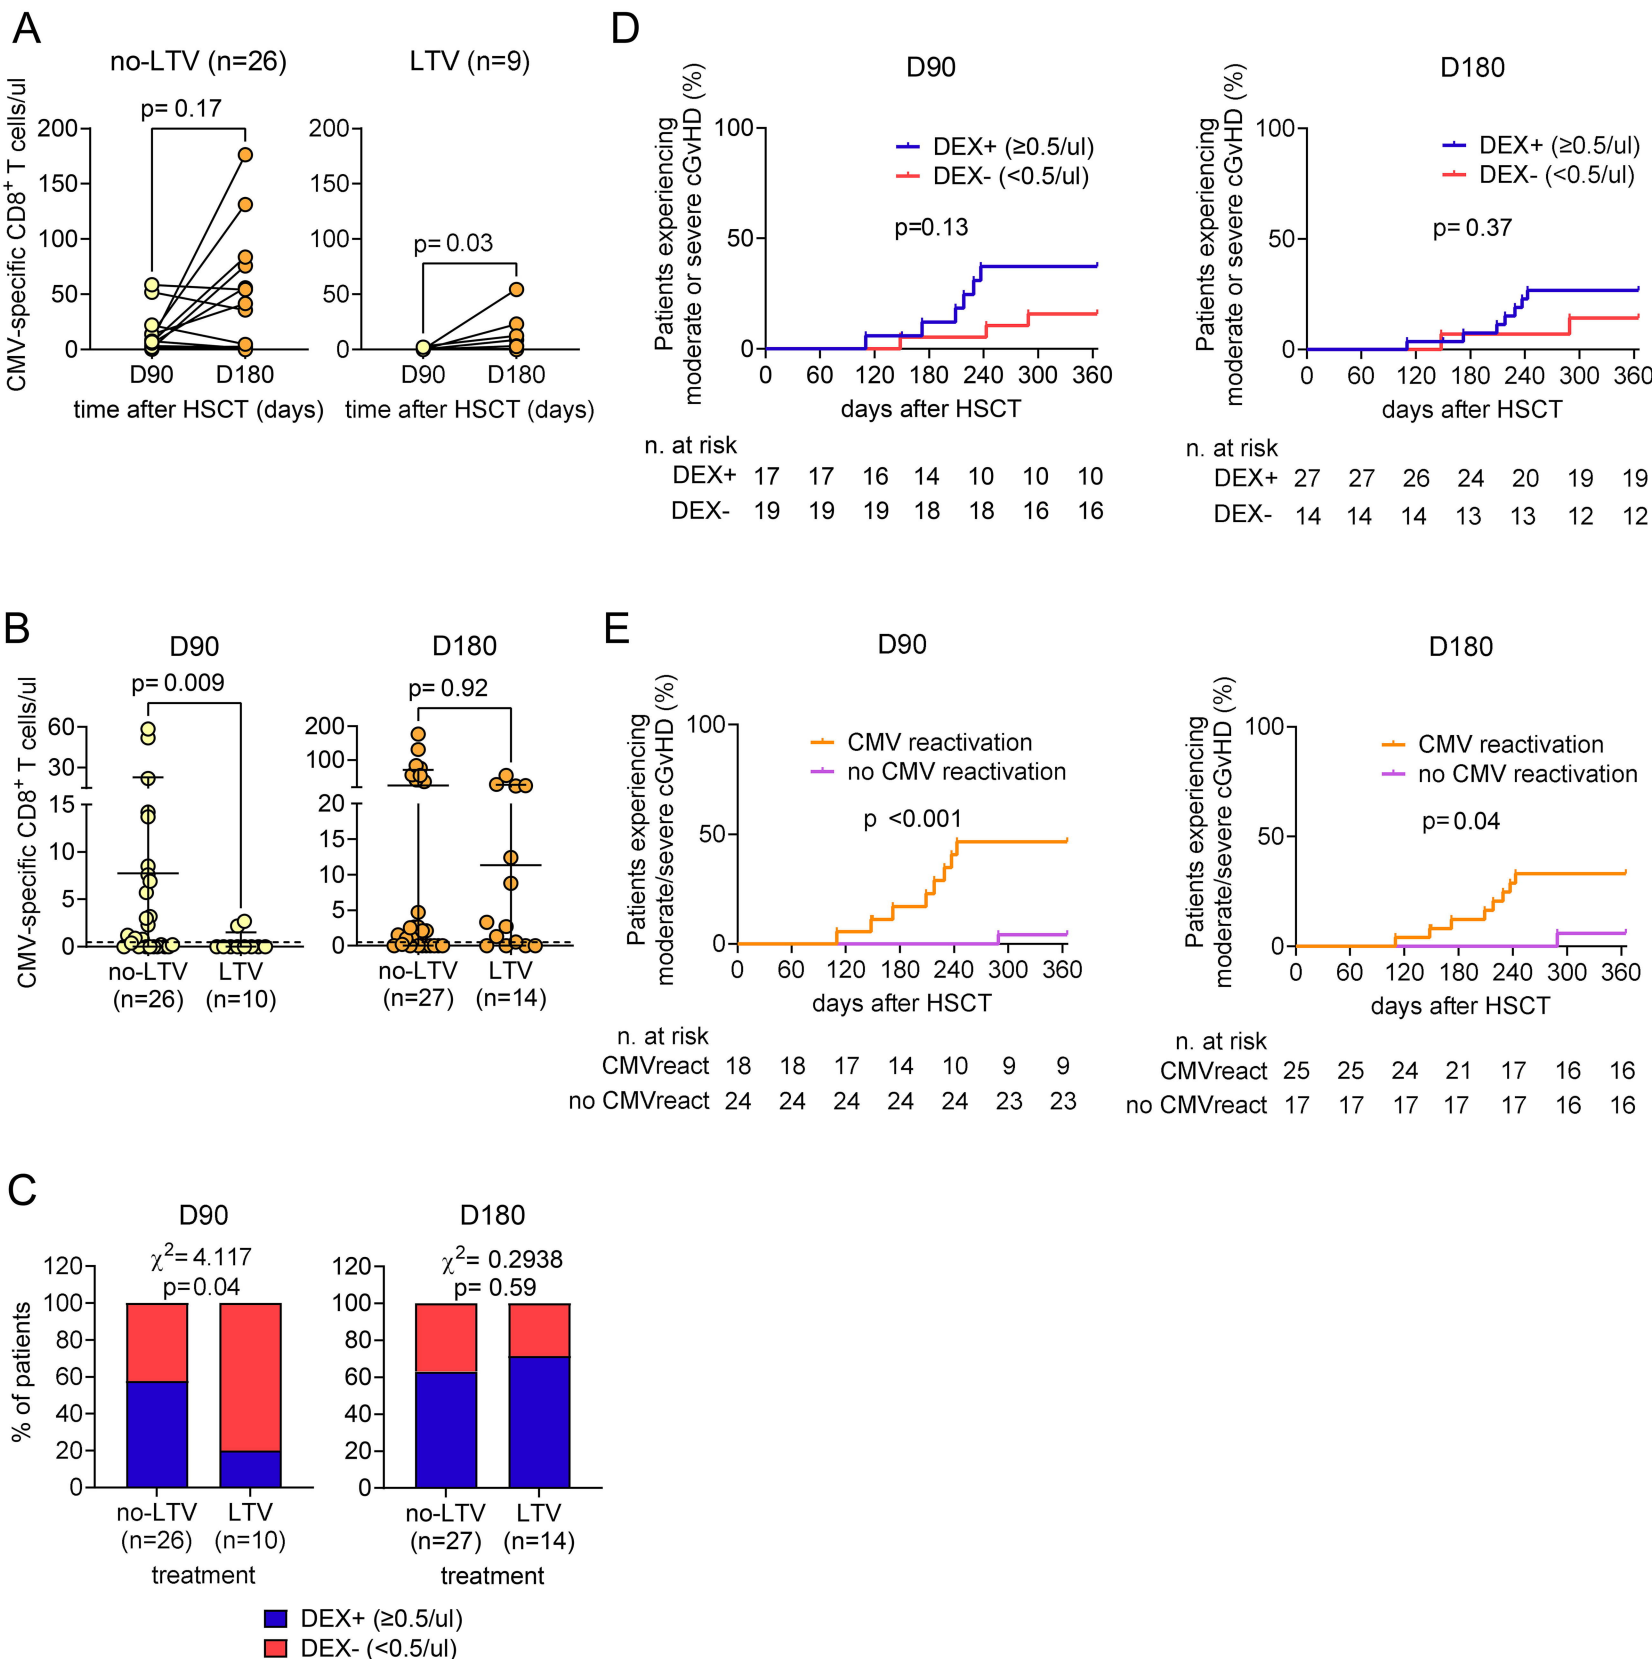 A
no-LTV (n=26)
LTV (n=9)
CMV-specific CD8+ T cells/ul
p= 0.17
200
150
100
50
0
D90 D180
time after HSCT (days)
p= 0.03
200
150
100
50
0
D90 D180
time after HSCT (days)
B
D90
p= 0.009
CMV-specific CD8+ T cells/ul
60
30
15
10
5
0
no-LTV LTV
(n=26) (n=10)
D180
p= 0.92
200
100
20
15
10
5
0
no-LTV LTV
(n=27) (n=14)
C
D90
χ2= 4.117
p= 0.04
% of patients
120
100
80
60
40
20
0
no-LTV LTV
(n=26) (n=10)
treatment
D180
χ2= 0.2938
p= 0.59
120
100
80
60
40
20
0
no-LTV LTV
(n=27) (n=14)
treatment
DEX+ (≥0.5/ul)
DEX- (<0.5/ul)
D
D90
Patients experiencing
moderate or severe cGvHD (%)
100
50
0
DEX+ (≥0.5/ul)
DEX- (<0.5/ul)
p=0.13
0 60 120 180 240 300 360
days after HSCT
n. at risk
DEX+ 17 17 16 14 10 10 10
DEX- 19 19 19 18 18 16 16
D180
Patients experiencing
moderate or severe cGvHD (%)
100
50
0
DEX+ (≥0.5/ul)
DEX- (<0.5/ul)
p= 0.37
0 60 120 180 240 300 360
days after HSCT
n. at risk
DEX+ 27 27 26 24 20 19 19
DEX- 14 14 14 13 13 12 12
E
D90
Patients experiencing
moderate/severe cGvHD (%)
100
50
0
CMV reactivation
no CMV reactivation
p <0.001
0 60 120 180 240 300 360
days after HSCT
n. at risk
CMVreact 18 18 17 14 10 9 9
no CMVreact 24 24 24 24 24 23 23
D180
Patients experiencing
moderate/severe cGvHD (%)
100
50
0
CMV reactivation
no CMV reactivation
p= 0.04
0 60 120 180 240 300 360
days after HSCT
n. at risk
CMVreact 25 25 24 21 17 16 16
no CMVreact 17 17 17 17 17 16 16